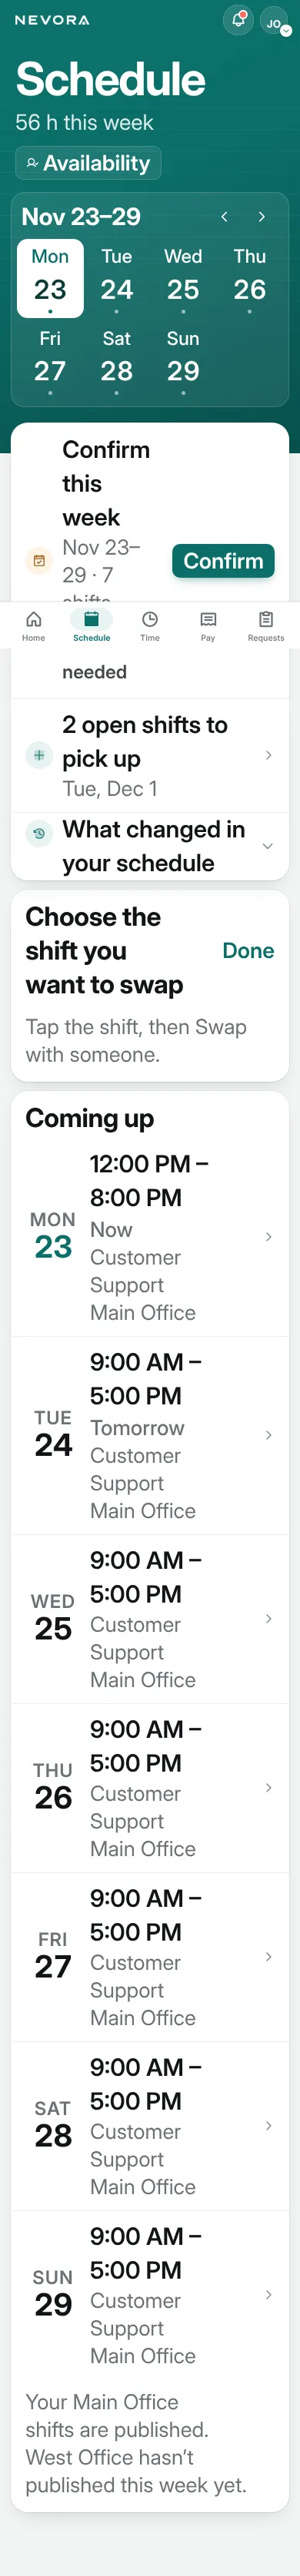 NEVORA
JO
Schedule
56 h this week
Availability
Nov 23–29
Mon
Tue
Wed
Thu
23
24
25
26
Fri
Sat
Sun
27
28
29
Confirm
this
week
Nov 23–
29 · 7
shifts
Confirm
Home
Schedule
Time
Pay
Requests
needed
2 open shifts to
pick up
Tue, Dec 1
What changed in
your schedule
Choose the
shift you
want to swap
Done
Tap the shift, then Swap
with someone.
Coming up
MON
23
12:00 PM –
8:00 PM
Now
Customer
Support
Main Office
TUE
24
9:00 AM –
5:00 PM
Tomorrow
Customer
Support
Main Office
WED
25
9:00 AM –
5:00 PM
Customer
Support
Main Office
THU
26
9:00 AM –
5:00 PM
Customer
Support
Main Office
FRI
27
9:00 AM –
5:00 PM
Customer
Support
Main Office
SAT
28
9:00 AM –
5:00 PM
Customer
Support
Main Office
SUN
29
9:00 AM –
5:00 PM
Customer
Support
Main Office
Your Main Office
shifts are published.
West Office hasn’t
published this week yet.